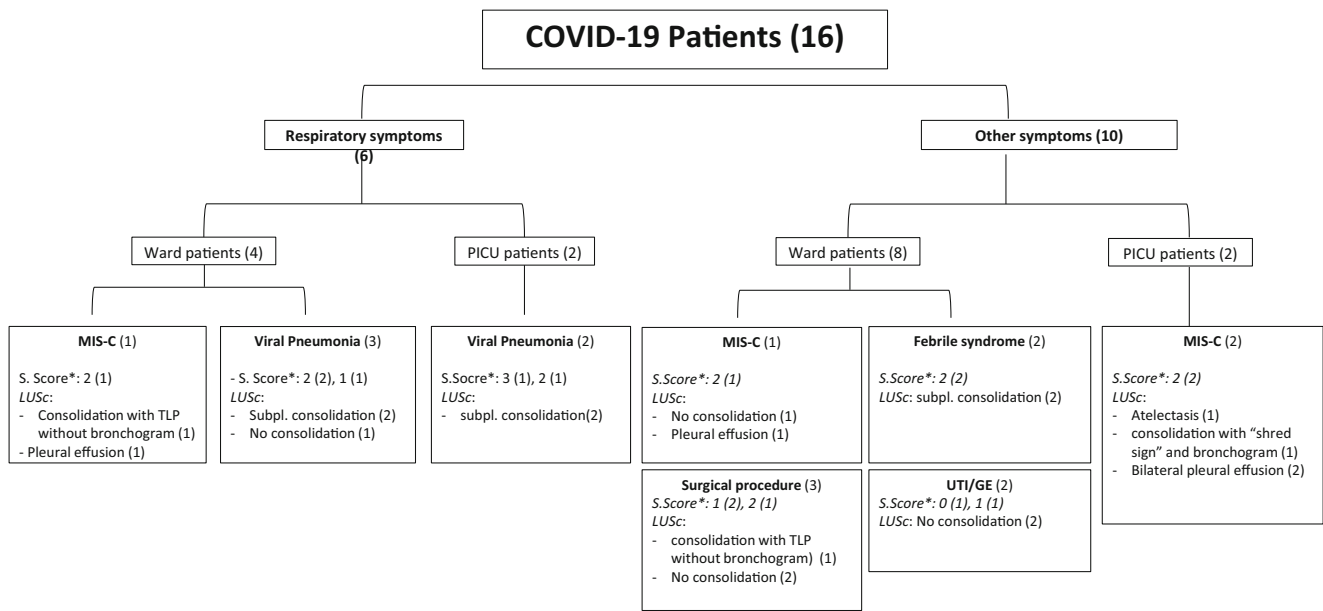 COVID-19 Patients (16)
Respiratory symptoms
(6)
Other symptoms (10)
Ward patients (4)
PICU patients (2)
Ward patients (8)
PICU patients (2)
MIS-C (1)
S. Score*: 2 (1)
LUSc:
- Consolidation with TLP
without bronchogram (1)
- Pleural effusion (1)
Viral Pneumonia (3)
- S. Score*: 2 (2), 1 (1)
LUSc:
- Subpl. consolidation (2)
- No consolidation (1)
Viral Pneumonia (2)
S.Socre*: 3 (1), 2 (1)
LUSc:
- subpl. consolidation(2)
MIS-C (1)
S.Score*: 2 (1)
LUSc:
- No consolidation (1)
- Pleural effusion (1)
Febrile syndrome (2)
S.Score*: 2 (2)
LUSc: subpl. consolidation (2)
MIS-C (2)
S.Score*: 2 (2)
LUSc:
- Atelectasis (1)
- consolidation with “shred
sign” and bronchogram (1)
- Bilateral pleural effusion (2)
Surgical procedure (3)
S.Score*: 1 (2), 2 (1)
LUSc:
- consolidation with TLP
without bronchogram) (1)
- No consolidation (2)
UTI/GE (2)
S.Score*: 0 (1), 1 (1)
LUSc: No consolidation (2)